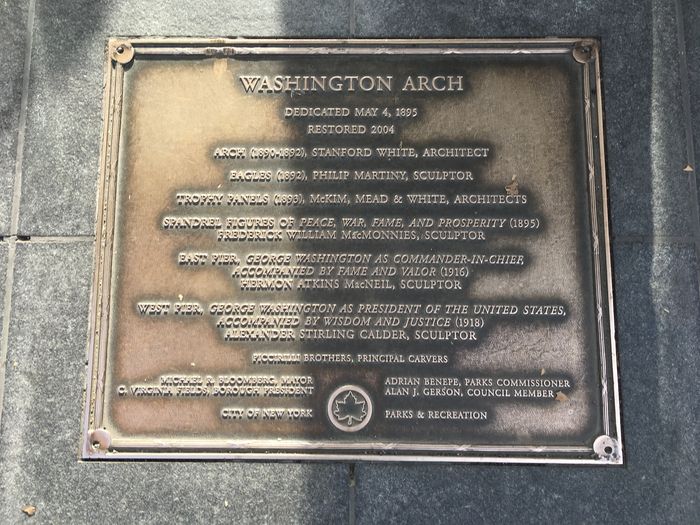 WASHINGTON ARCH
DEDICATED MAY 4, 1895
RESTORED 2004
ARCH (1890-1892), STANFORD WHITE, ARCHITECT
EAGLES (1892), PHILIP MARTINY, SCULPTOR
TROPHY PANELS (1893), McKIM, MEAD & WHITE, ARCHITECTS
SPANDREL FIGURES OF PEACE, WAR, FAME, AND PROSPERITY (1895)
FREDERICK WILLIAM MacMONNIES, SCULPTOR
EAST PIER, GEORGE WASHINGTON AS COMMANDER-IN-CHIEF,
ACCOMPANIED BY FAME AND VALOR (1916)
HERMON ATKINS MacNEIL, SCULPTOR
WEST PIER, GEORGE WASHINGTON AS PRESIDENT OF THE UNITED STATES,
ACCOMPANIED BY WISDOM AND JUSTICE (1918)
ALEXANDER STIRLING CALDER, SCULPTOR
PICCIRILLI BROTHERS, PRINCIPAL CARVERS
MICHAEL R. BLOOMBERG, MAYOR
C. VIRGINIA FIELDS, BOROUGH PRESIDENT
ADRIAN BENEPE, PARKS COMMISSIONER
ALAN J. GERSON, COUNCIL MEMBER
CITY OF NEW YORK
PARKS & RECREATION